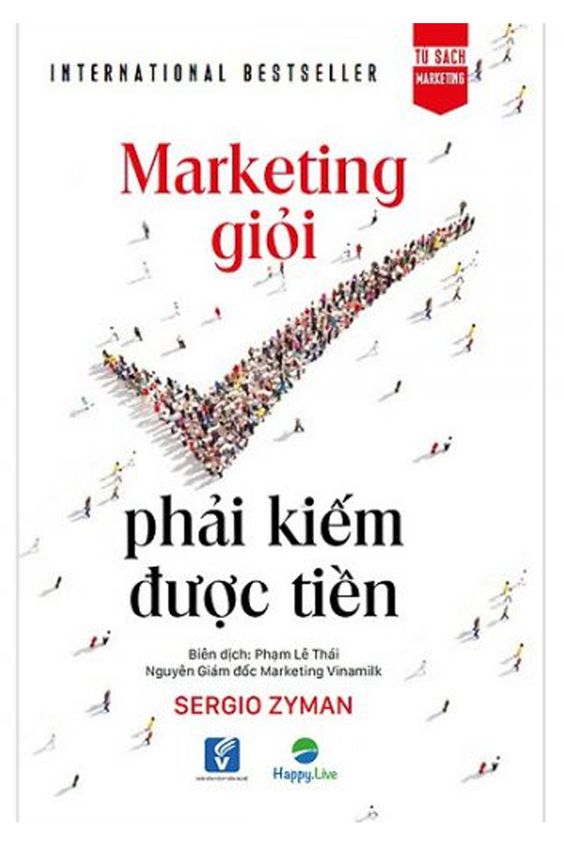 INTERNATIONAL BESTSELLER
TỦ SÁCH
MARKETING
Marketing
giỏi
phải kiếm
được tiền
Biên dịch: Phạm Lê Thái
Nguyên Giám đốc Marketing Vinamilk
SERGIO ZYMAN
V
Happy.Live